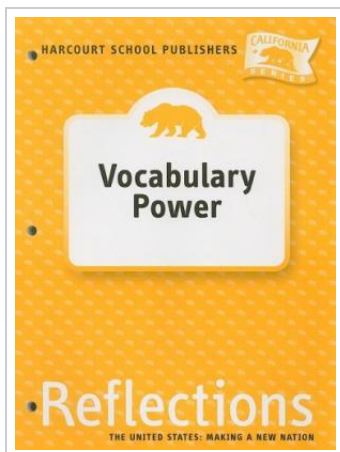 HARCOURT SCHOOL PUBLISHERS
CALIFORNIA
SERIES
Vocabulary
Power
Reflections
THE UNITED STATES: MAKING A NEW NATION